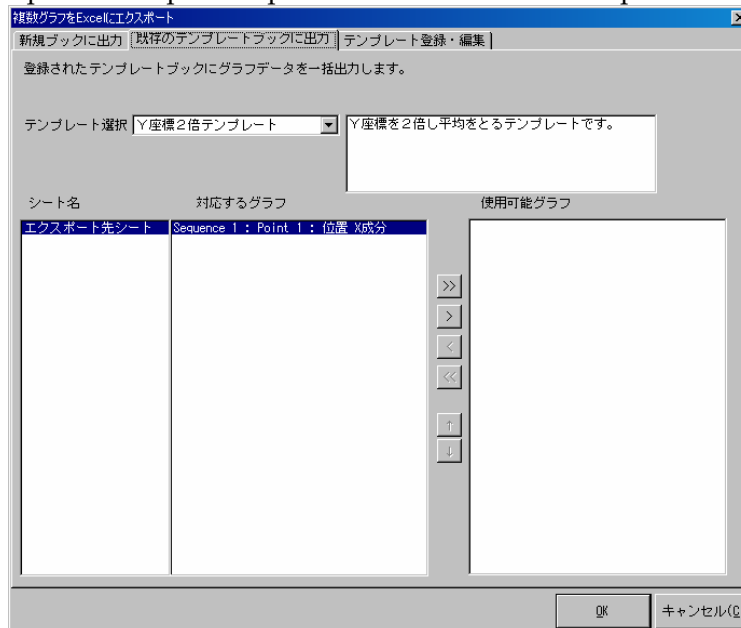 複数グラフをExcelにエクスポート
新規ブックに出力 既存のテンプレートブックに出力 テンプレート登録・編集
登録されたテンプレートブックにグラフデータを一括出力します。
テンプレート選択 Y座標2倍テンプレート Y座標を2倍し平均をとるテンプレートです。
シート名 対応するグラフ 使用可能グラフ
エクスポート先シート Sequence 1 : Point 1 : 位置 X成分
>>
>
<
<<
↑
↓
OK キャンセル(C